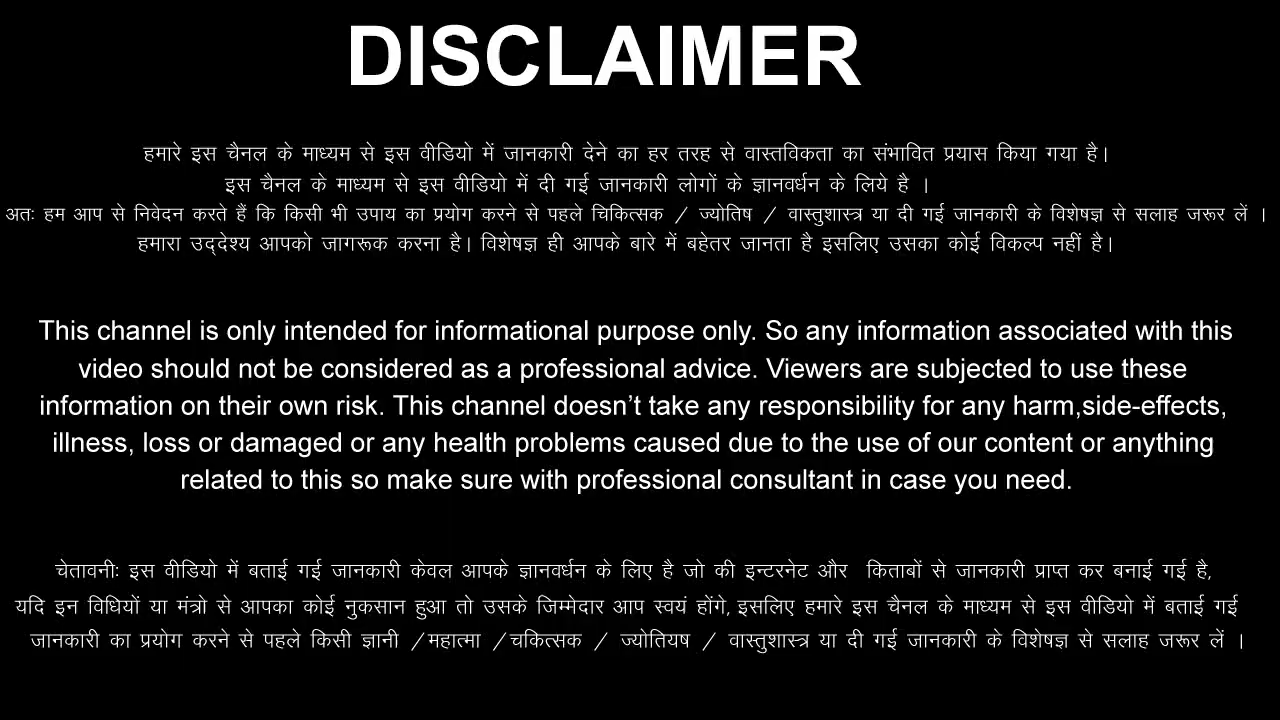 DISCLAIMER
हमारे इस चैनल के माध्यम से इस वीडियो में जानकारी देने का हर तरह से वास्तविकता का संभावित प्रयास किया गया है।
इस चैनल के माध्यम से इस वीडियो में दी गई जानकारी लोगों के ज्ञानवर्धन के लिये है ।
अतः हम आप से निवेदन करते हैं कि किसी भी उपाय का प्रयोग करने से पहले चिकित्सक / ज्योतिष / वास्तुशास्त्र या दी गई जानकारी के विशेषज्ञ से सलाह जरूर लें ।
हमारा उद्देश्य आपको जागरूक करना है। विशेषज्ञ ही आपके बारे में बहेतर जानता है इसलिए उसका कोई विकल्प नहीं है।
This channel is only intended for informational purpose only. So any information associated with this
video should not be considered as a professional advice. Viewers are subjected to use these
information on their own risk. This channel doesn’t take any responsibility for any harm,side-effects,
illness, loss or damaged or any health problems caused due to the use of our content or anything
related to this so make sure with professional consultant in case you need.
चेतावनीः इस वीडियो में बताई गई जानकारी केवल आपके ज्ञानवर्धन के लिए है जो की इन्टरनेट और किताबों से जानकारी प्राप्त कर बनाई गई है,
यदि इन विधियों या मंत्रो से आपका कोई नुकसान हुआ तो उसके जिम्मेदार आप स्वयं होंगे, इसलिए हमारे इस चैनल के माध्यम से इस वीडियो में बताई गई
जानकारी का प्रयोग करने से पहले किसी ज्ञानी /महात्मा /चकित्सक / ज्योतियष / वास्तुशास्त्र या दी गई जानकारी के विशेषज्ञ से सलाह जरूर लें ।